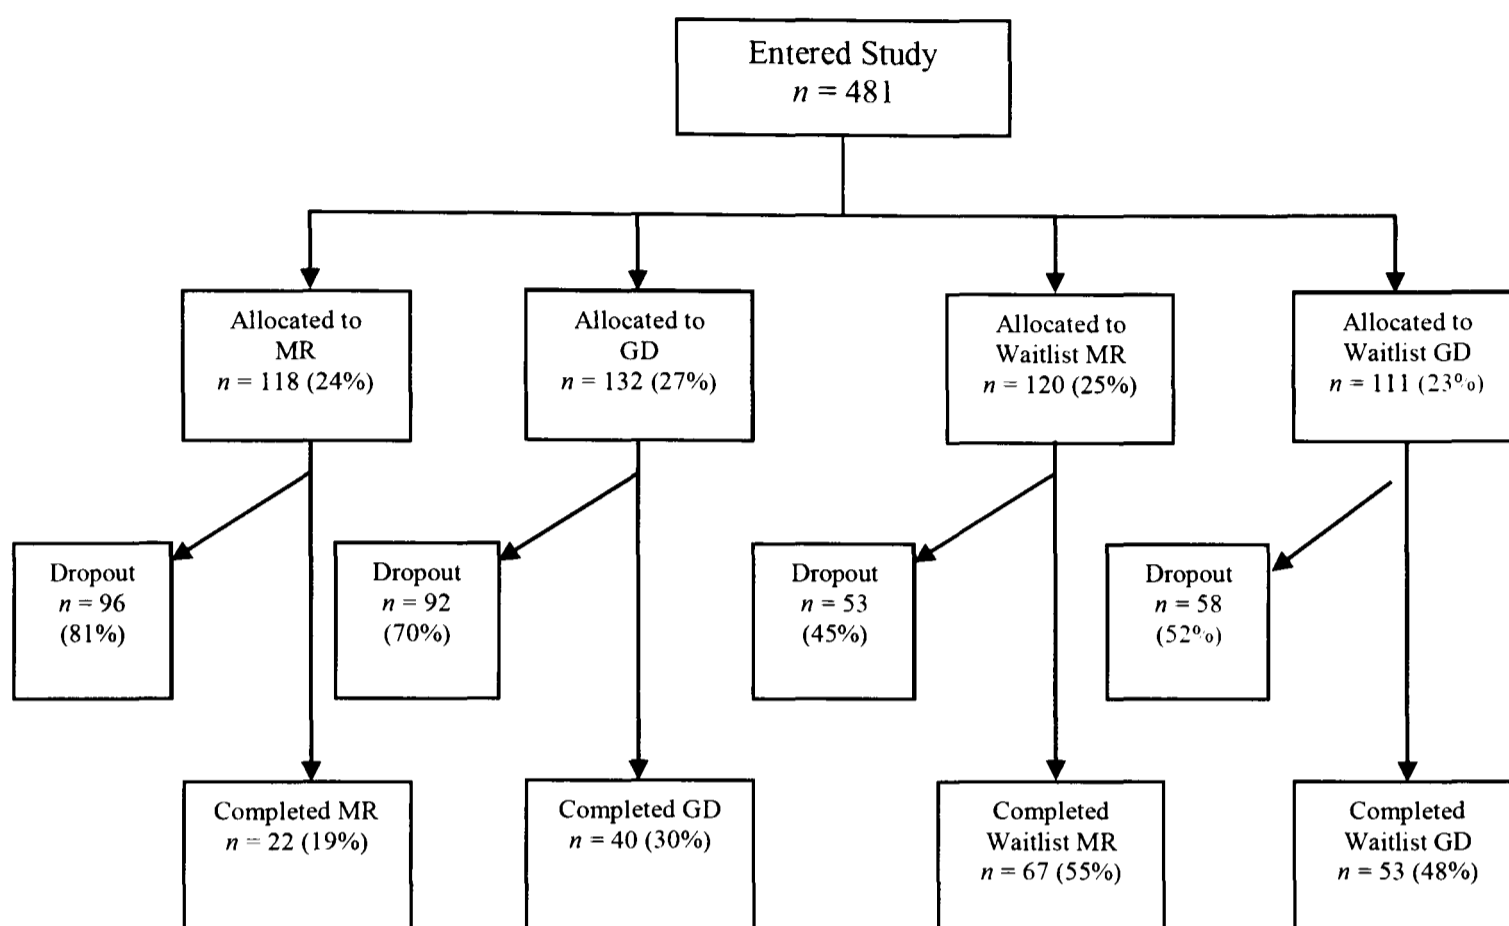 Entered Study
n = 481
Allocated to
MR
n = 118 (24%)
Allocated to
GD
n = 132 (27%)
Allocated to
Waitlist MR
n = 120 (25%)
Allocated to
Waitlist GD
n = 111 (23%)
Dropout
n = 96
(81%)
Dropout
n = 92
(70%)
Dropout
n = 53
(45%)
Dropout
n = 58
(52%)
Completed MR
n = 22 (19%)
Completed GD
n = 40 (30%)
Completed
Waitlist MR
n = 67 (55%)
Completed
Waitlist GD
n = 53 (48%)